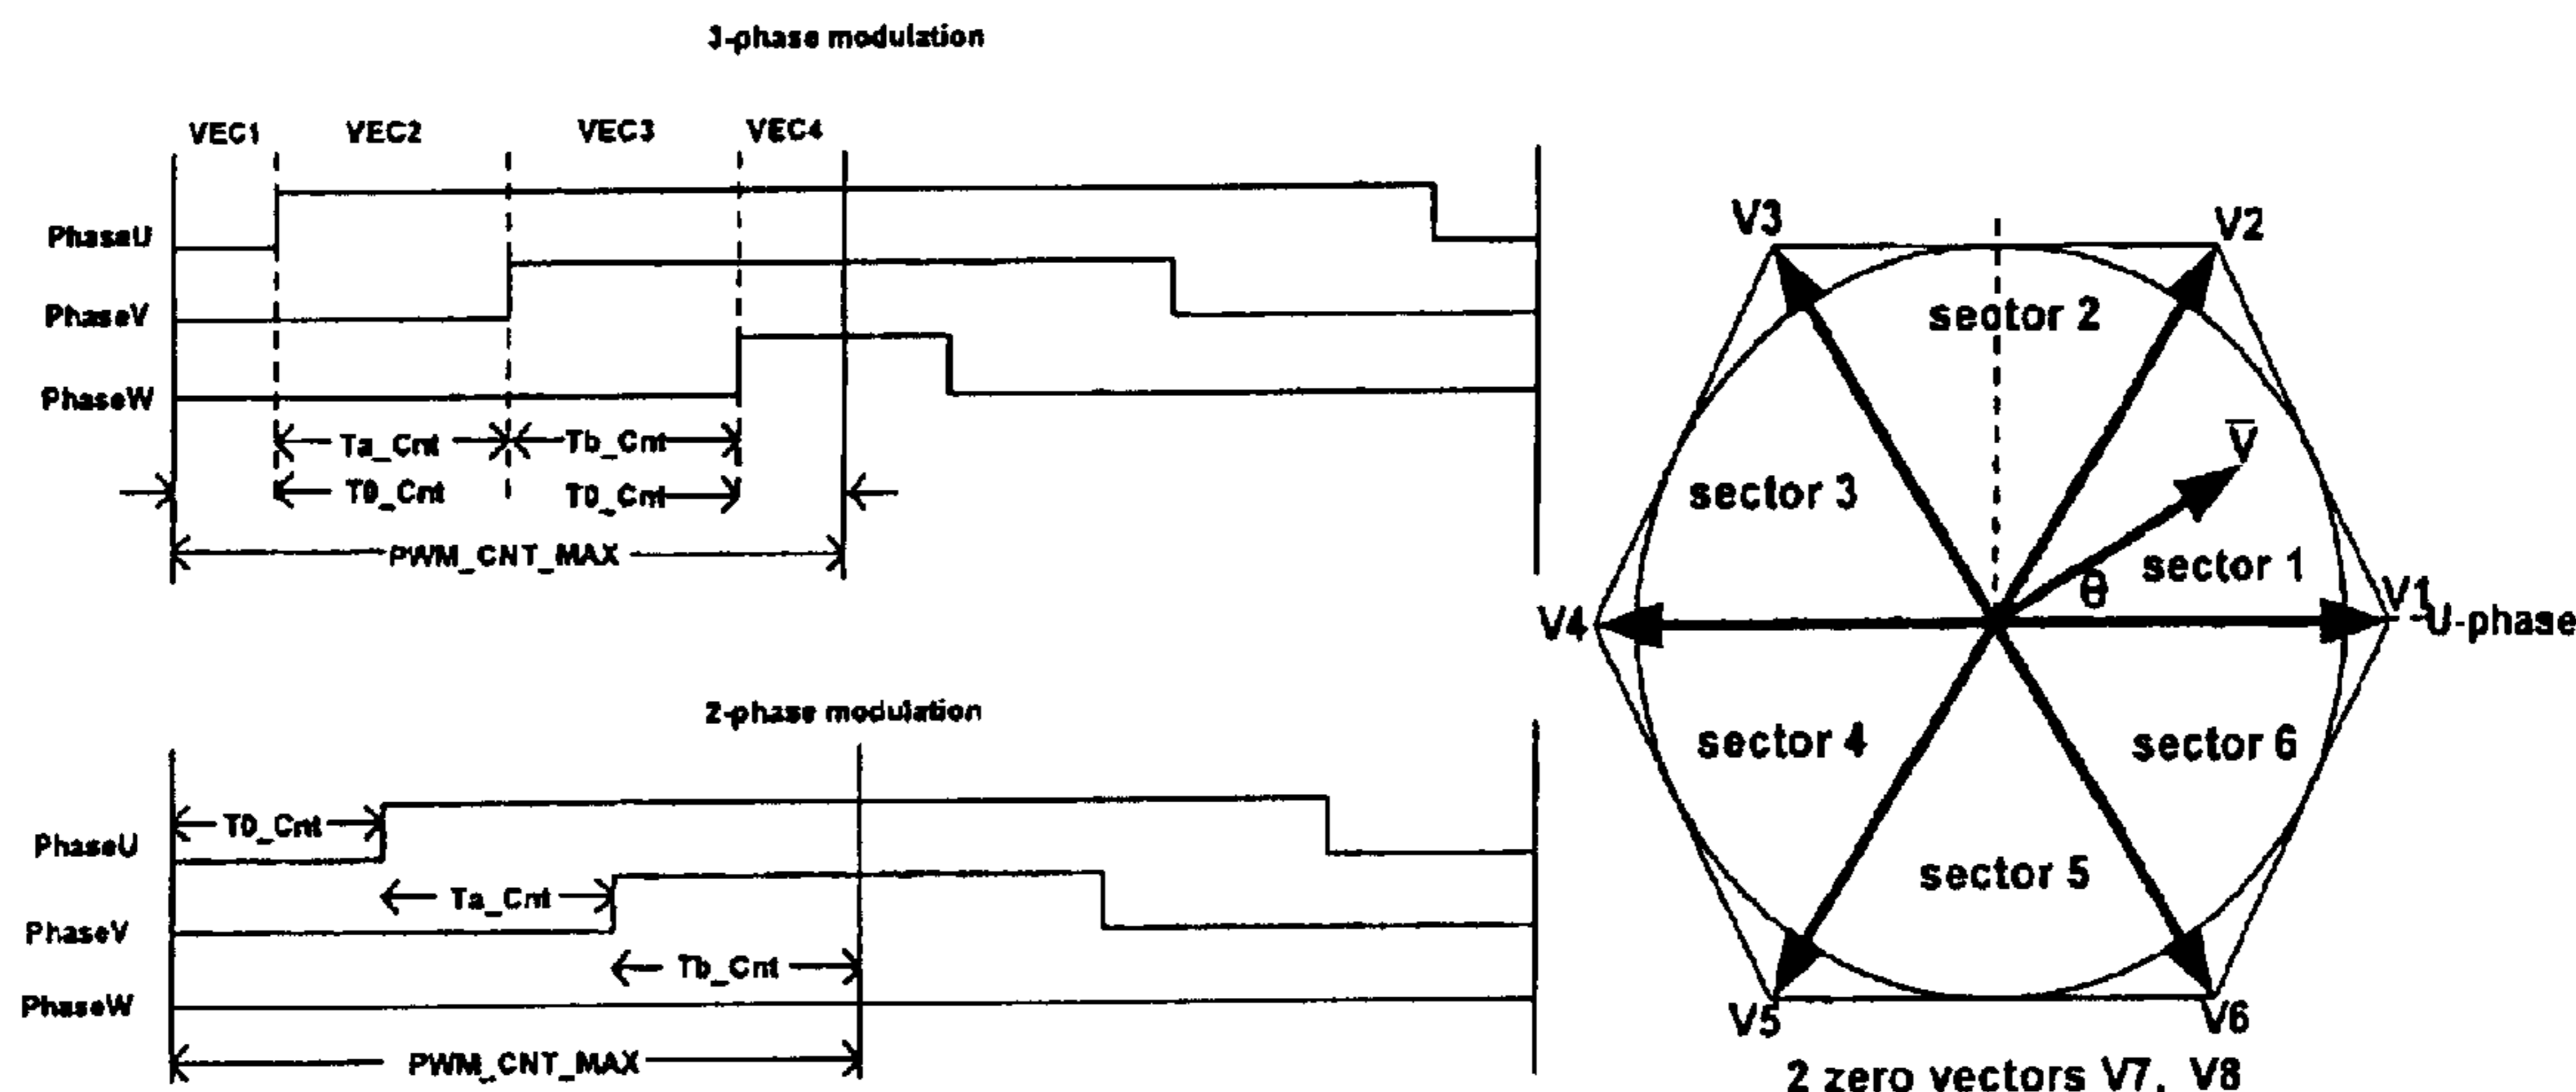 3-phase modulation
VEC1 VEC2 VEC3 VEC4
PhaseU
PhaseV
PhaseW
Ta_Cnt Tb_Cnt
T0_Cnt T0_Cnt
PWM_CNT_MAX
2-phase modulation
PhaseU
T0_Cnt
PhaseV
Ta_Cnt
Tb_Cnt
PhaseW
PWM_CNT_MAX
V3 V2
sector 2
V̅
sector 3
sector 1
θ
V1
V4
U-phase
sector 4 sector 6
sector 5
V5 V6
2 zero vectors V7, V8